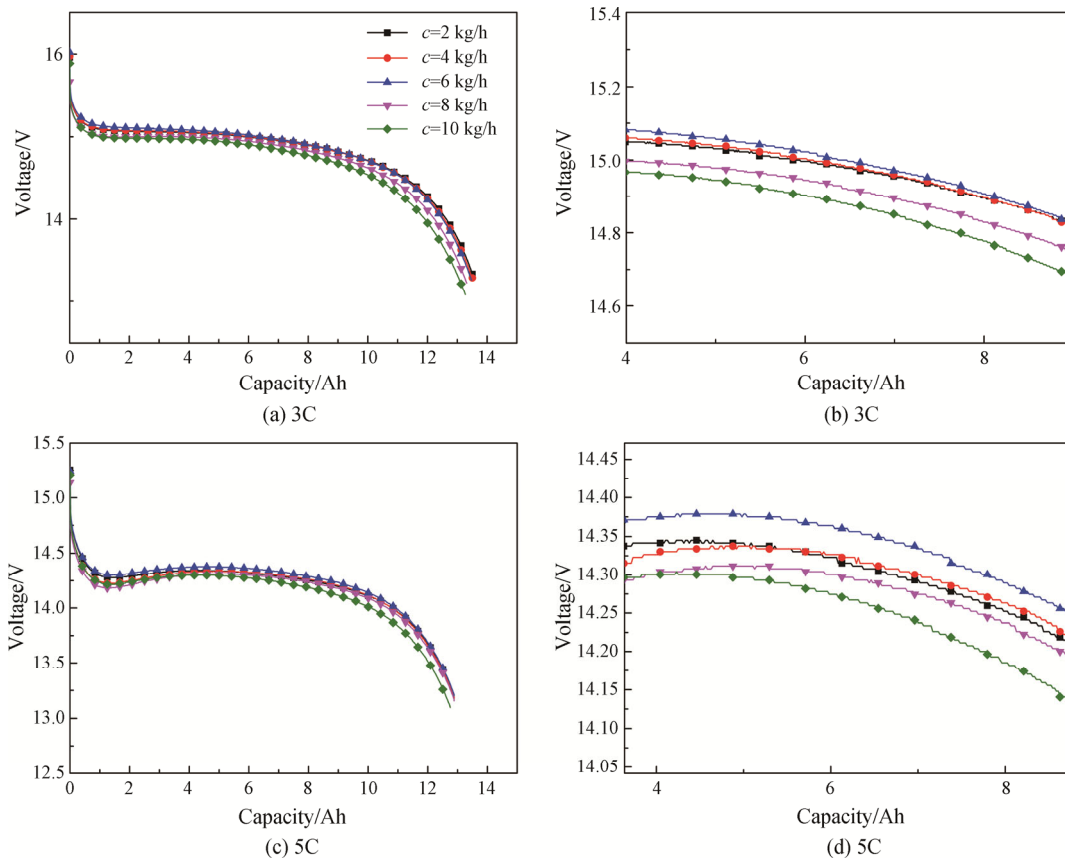 16
14
Voltage/V
c=2 kg/h
c=4 kg/h
c=6 kg/h
c=8 kg/h
c=10 kg/h
0 2 4 6 8 10 12 14
Capacity/Ah
(a) 3C
15.4
15.2
15.0
14.8
14.6
Voltage/V
4 6 8
Capacity/Ah
(b) 3C
15.5
15.0
14.5
14.0
13.5
13.0
12.5
Voltage/V
0 2 4 6 8 10 12 14
Capacity/Ah
(c) 5C
14.45
14.40
14.35
14.30
14.25
14.20
14.15
14.10
14.05
Voltage/V
4 6 8
Capacity/Ah
(d) 5C